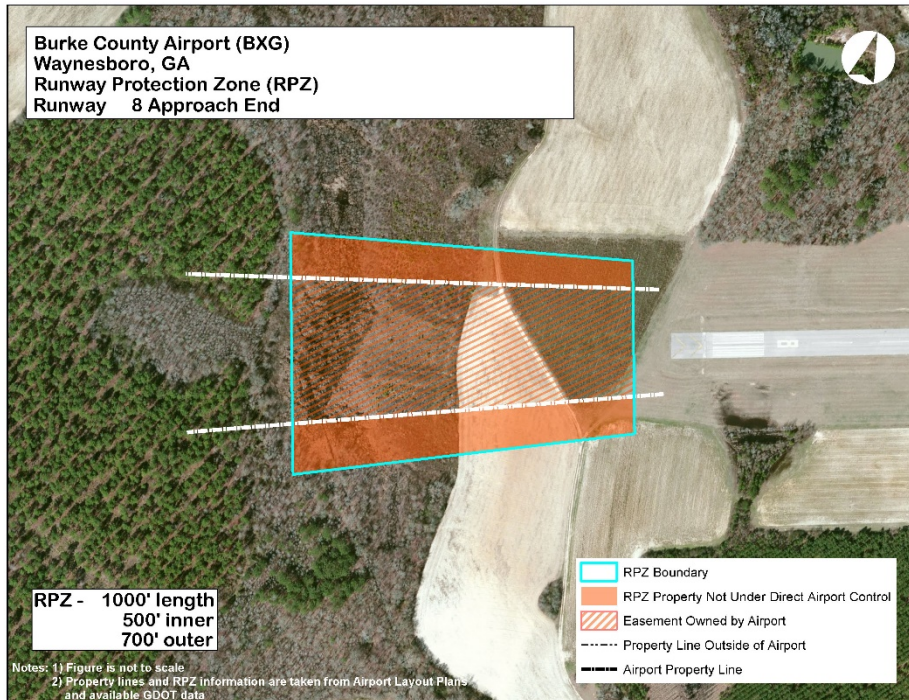 Burke County Airport (BXG)
Waynesboro, GA
Runway Protection Zone (RPZ)
Runway 8 Approach End
8
RPZ - 1000' length
500' inner
700' outer
RPZ Boundary
RPZ Property Not Under Direct Airport Control
Easement Owned by Airport
Property Line Outside of Airport
Airport Property Line
Notes: 1) Figure is not to scale
2) Property lines and RPZ information are taken from Airport Layout Plans
and available GDOT data